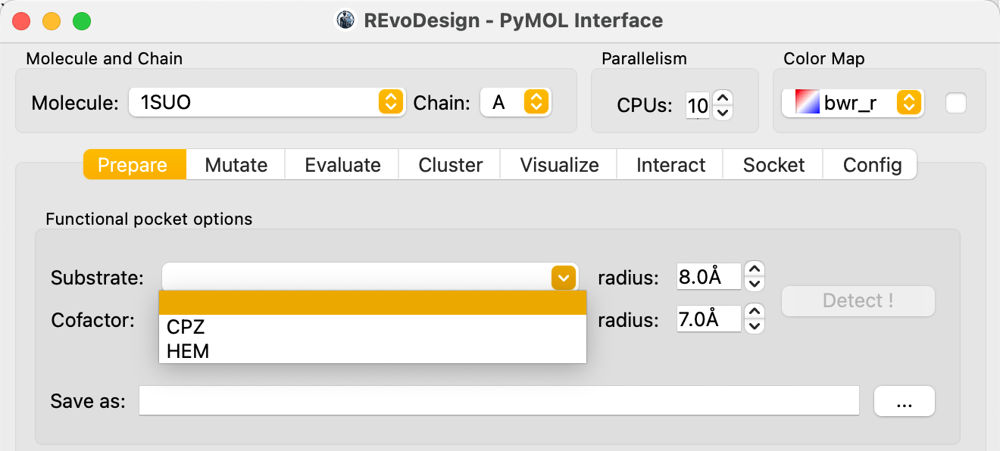 REvoDesign - PyMOL Interface
Molecule and Chain
Parallelism
Color Map
Molecule: 1SUO Chain: A
CPUs: 10
bwr_r
Prepare Mutate Evaluate Cluster Visualize Interact Socket Config
Functional pocket options
Substrate: radius: 8.0Å
Detect !
Cofactor: radius: 7.0Å
CPZ
HEM
Save as: ...